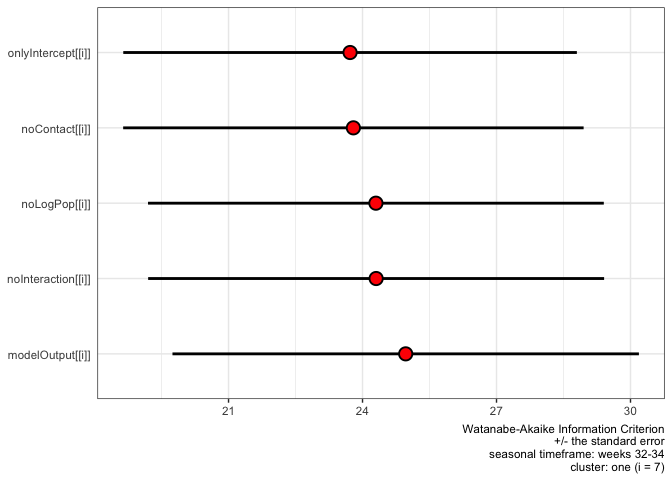 onlyIntercept[[i]]
noContact[[i]]
noLogPop[[i]]
noInteraction[[i]]
modelOutput[[i]]
21 24 27 30
Watanabe-Akaike Information Criterion
+/- the standard error
seasonal timeframe: weeks 32-34
cluster: one (i = 7)